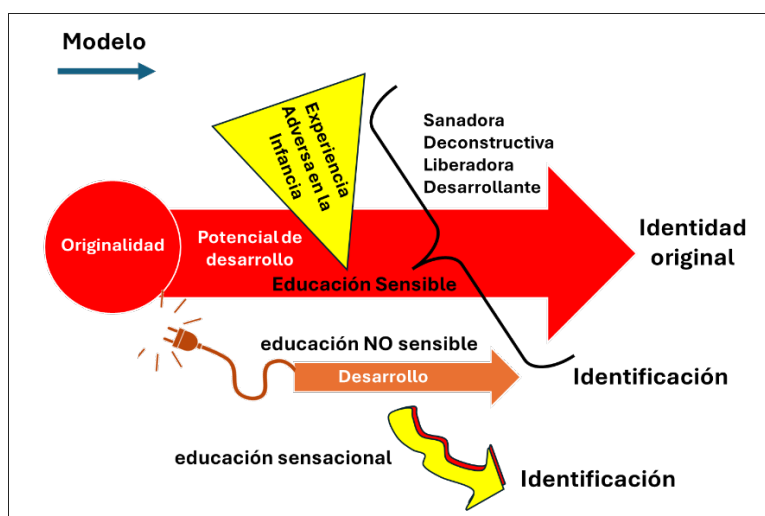 Modelo
Experiencia
Adversa en la
Infancia
Sanadora
Deconstructiva
Liberadora
Desarrollante
Originalidad
Potencial de
desarrollo
Educación Sensible
Identidad
original
educación NO sensible
Desarrollo
Identificación
educación sensacional
Identificación